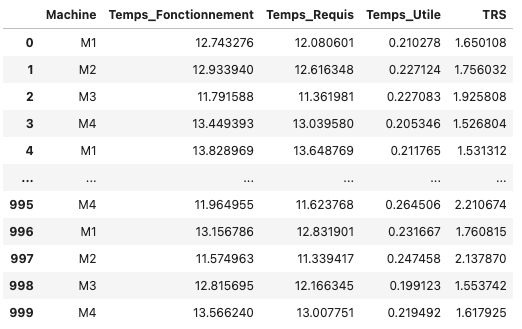 Machine Temps_Fonctionnement Temps_Requis Temps_Utile TRS
0 M1 12.743276 12.080601 0.210278 1.650108
1 M2 12.933940 12.616348 0.227124 1.756032
2 M3 11.791588 11.361981 0.227083 1.925808
3 M4 13.449393 13.039580 0.205346 1.526804
4 M1 13.828969 13.648769 0.211765 1.531312
... ... ... ... ... ...
995 M4 11.964955 11.623768 0.264506 2.210674
996 M1 13.156786 12.831901 0.231667 1.760815
997 M2 11.574963 11.339417 0.247458 2.137870
998 M3 12.815695 12.166345 0.199123 1.553742
999 M4 13.566240 13.007751 0.219492 1.617925